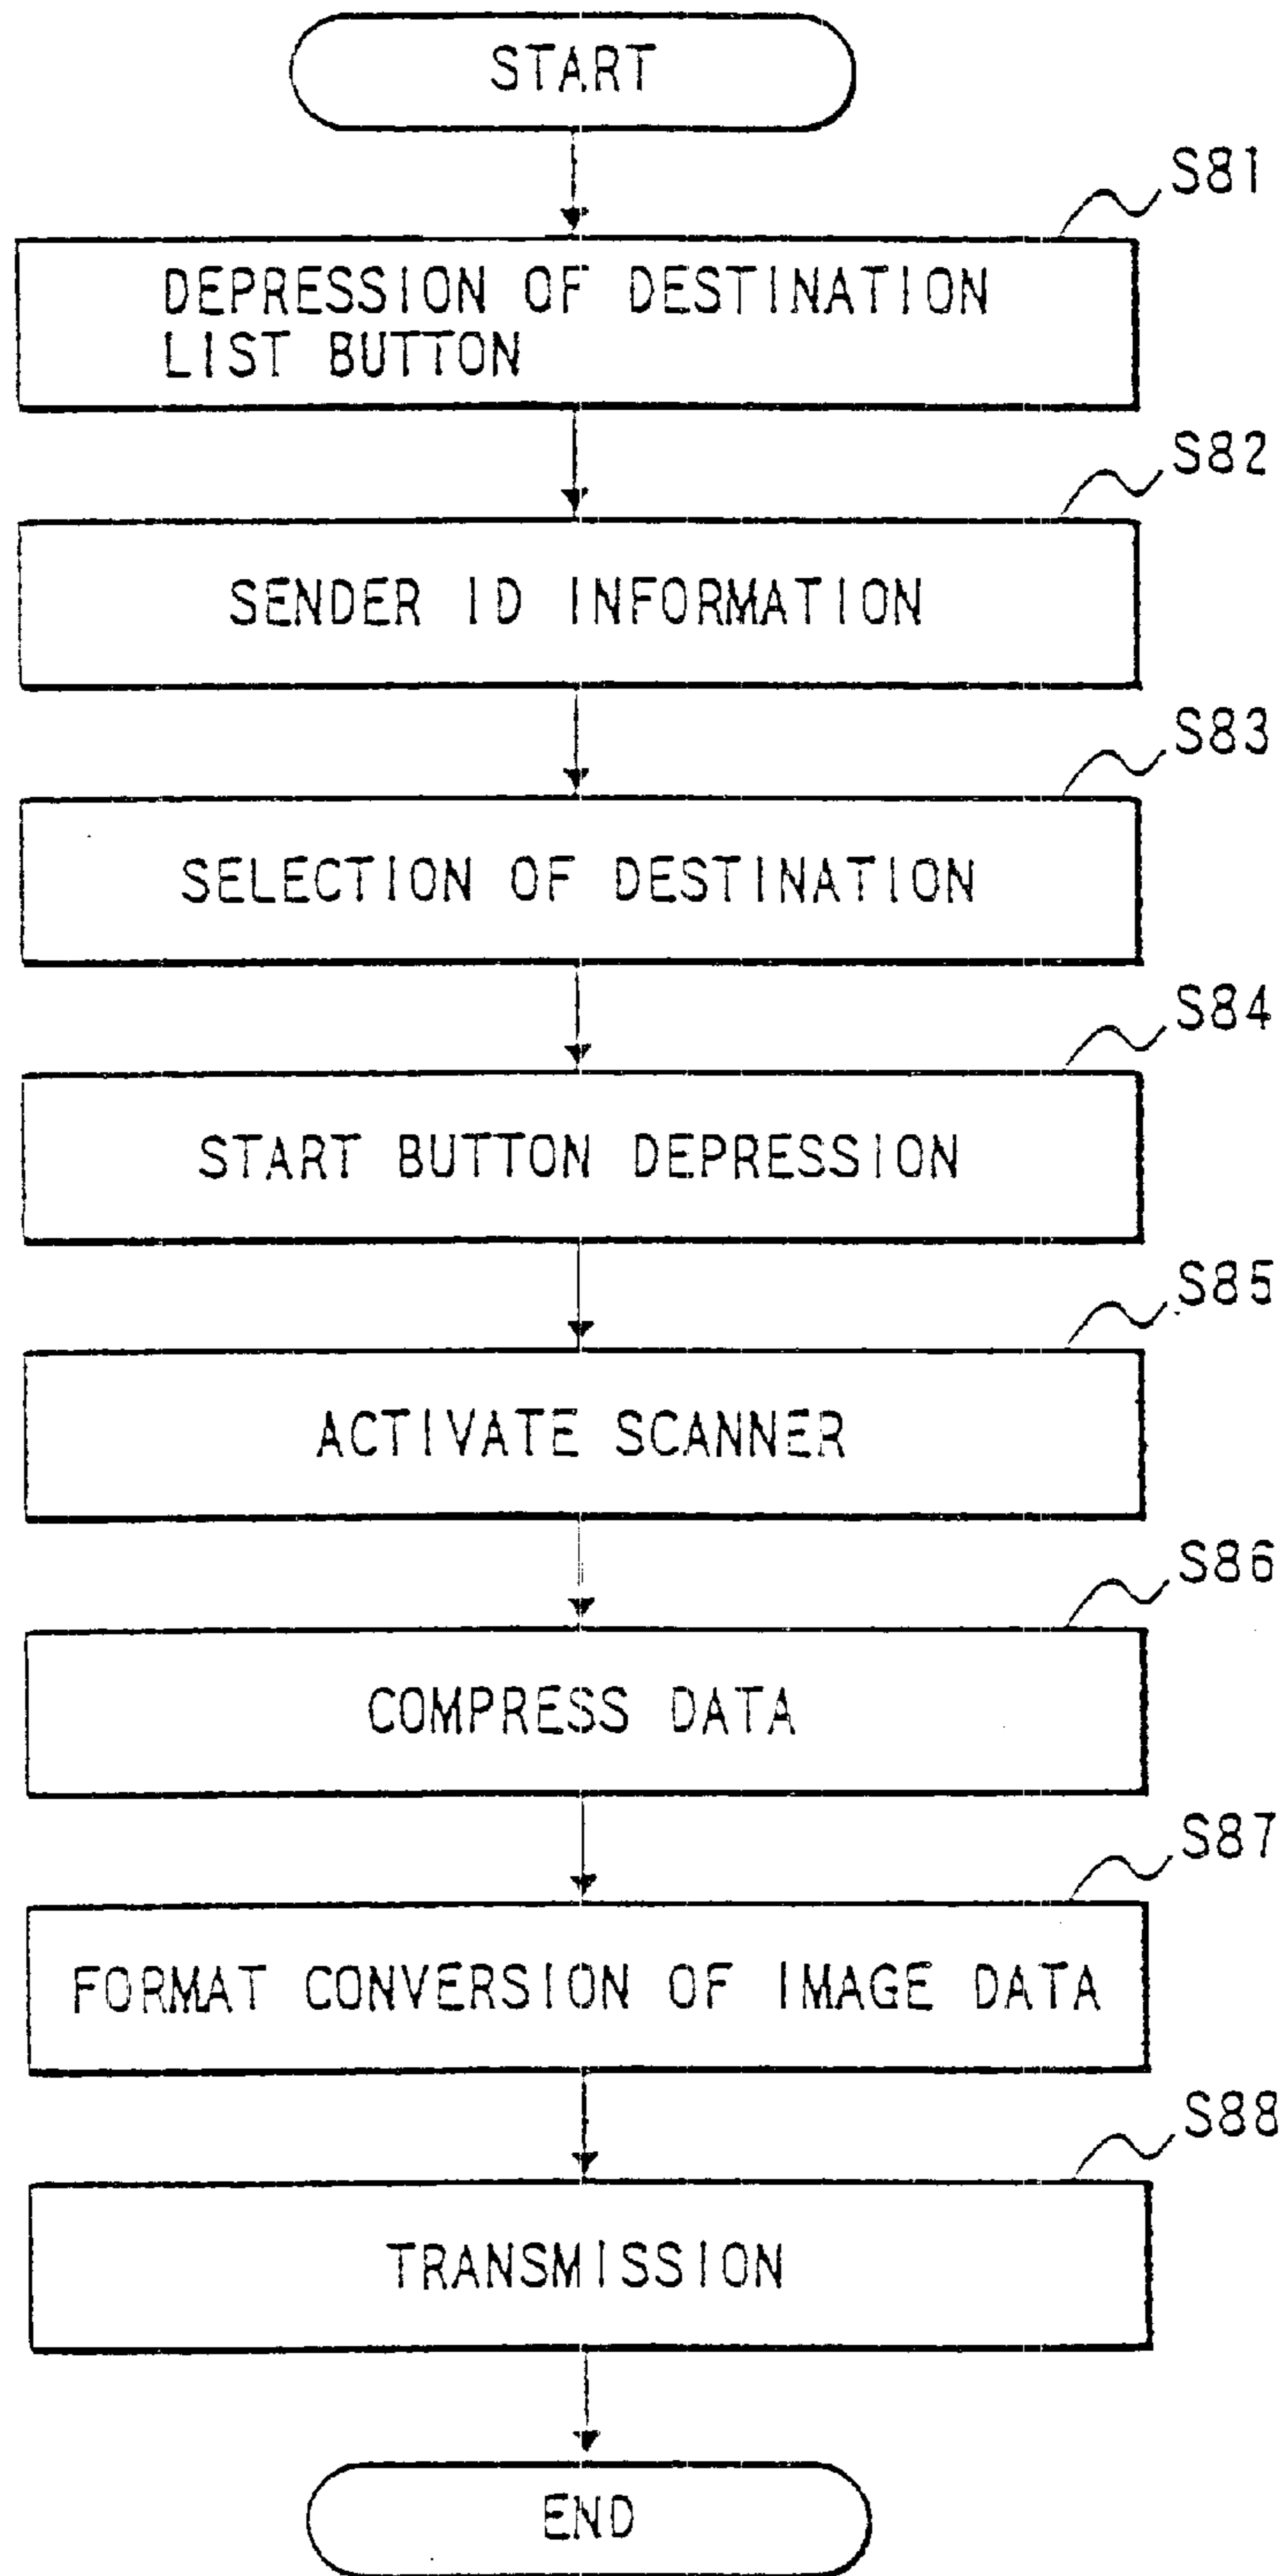 START
S81
DEPRESSION OF DESTINATION
LIST BUTTON
S82
SENDER ID INFORMATION
S83
SELECTION OF DESTINATION
S84
START BUTTON DEPRESSION
S85
ACTIVATE SCANNER
S86
COMPRESS DATA
S87
FORMAT CONVERSION OF IMAGE DATA
S88
TRANSMISSION
END